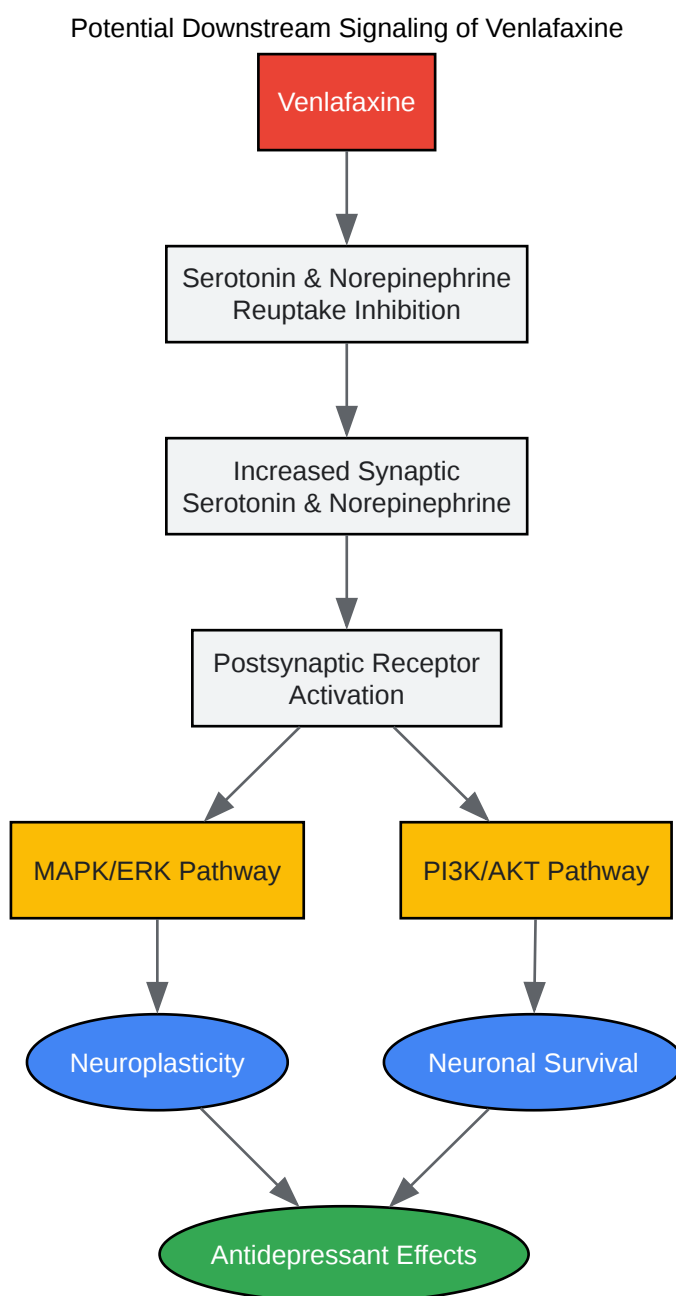 Potential Downstream Signaling of Venlafaxine
Venlafaxine
Serotonin & Norepinephrine
Reuptake Inhibition
Increased Synaptic
Serotonin & Norepinephrine
Postsynaptic Receptor
Activation
MAPK/ERK Pathway
PI3K/AKT Pathway
Neuroplasticity
Neuronal Survival
Antidepressant Effects